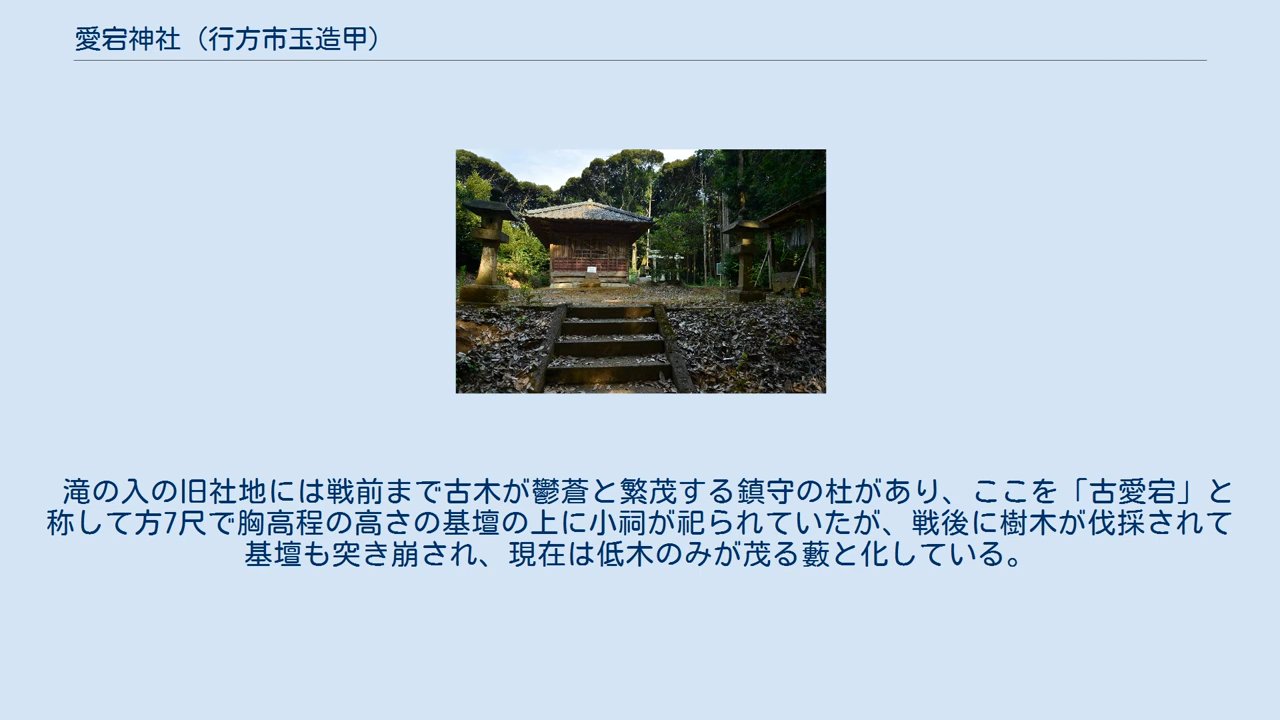 愛宕神社（行方市玉造甲）
滝の入の旧社地には戦前まで古木が鬱蒼と繁茂する鎮守の杜があり、ここを「古愛宕」と
称して方7尺で胸高程の高さの基壇の上に小祠が祀られていたが、戦後に樹木が伐採されて
基壇も突き崩され、現在は低木のみが茂る藪と化している。